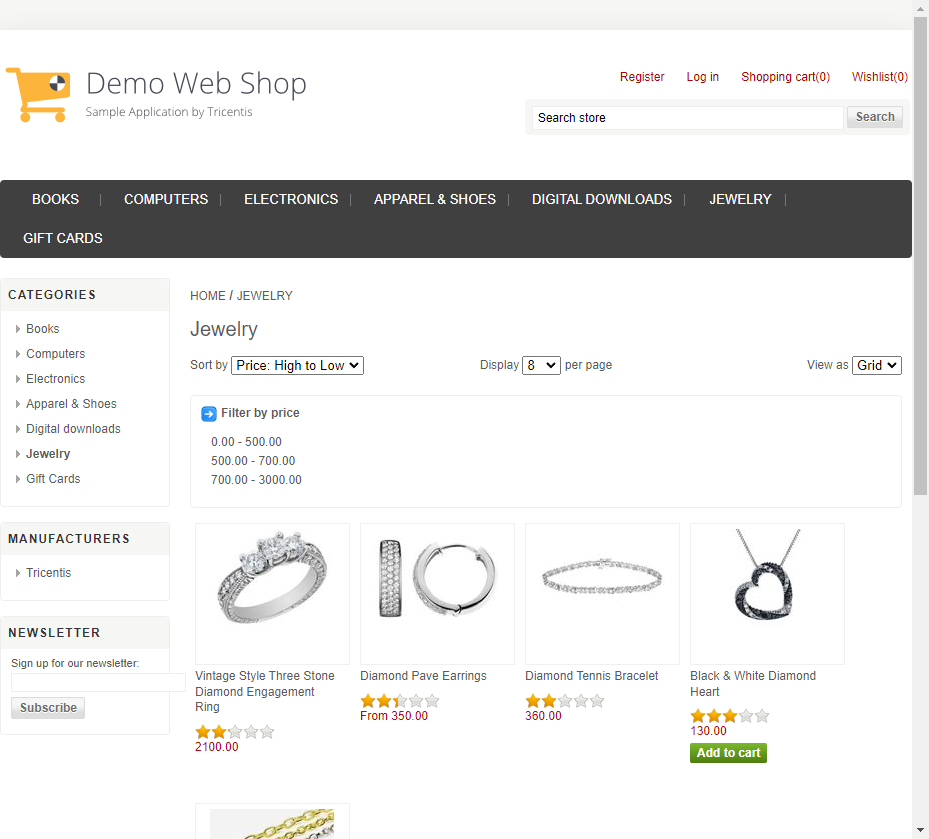 Demo Web Shop
Sample Application by Tricentis
Register Log in Shopping cart(0) Wishlist(0)
Search store Search
BOOKS | COMPUTERS | ELECTRONICS | APPAREL & SHOES | DIGITAL DOWNLOADS | JEWELRY |
GIFT CARDS
CATEGORIES
Books
Computers
Electronics
Apparel & Shoes
Digital downloads
Jewelry
Gift Cards
MANUFACTURERS
Tricentis
NEWSLETTER
Sign up for our newsletter:
Subscribe
HOME / JEWELRY
Jewelry
Sort by Price: High to Low Display 8 per page View as Grid
Filter by price
0.00 - 500.00
500.00 - 700.00
700.00 - 3000.00
Vintage Style Three Stone
Diamond Engagement
Ring
2100.00
Diamond Pave Earrings
From 350.00
Diamond Tennis Bracelet
360.00
Black & White Diamond
Heart
130.00
Add to cart